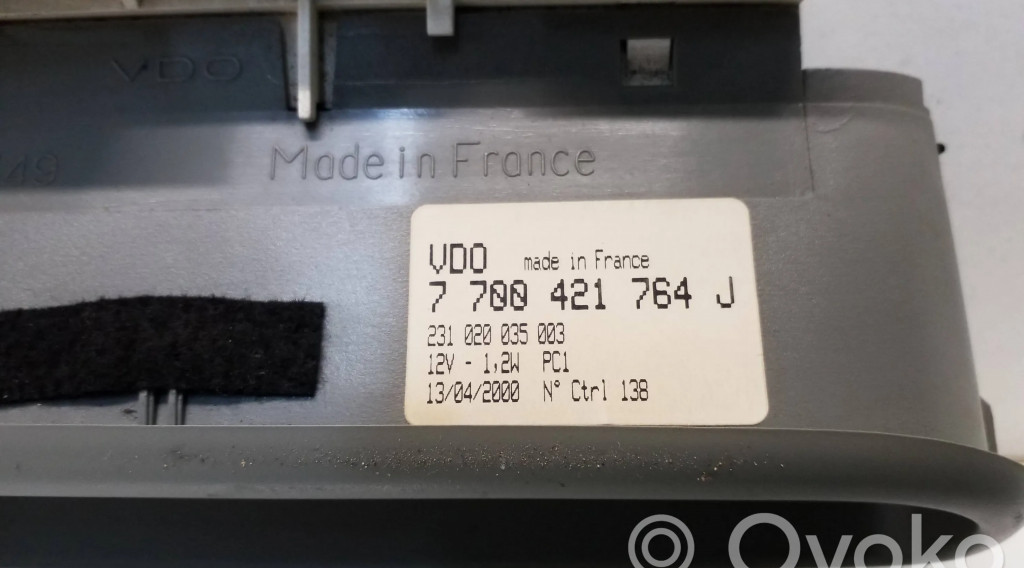 VDO
49
Made in France
VDO made in France
7 700 421 764 J
231 020 035 003
12V - 1,2W PC1
13/04/2000 N° Ctrl 138
© Ovoko